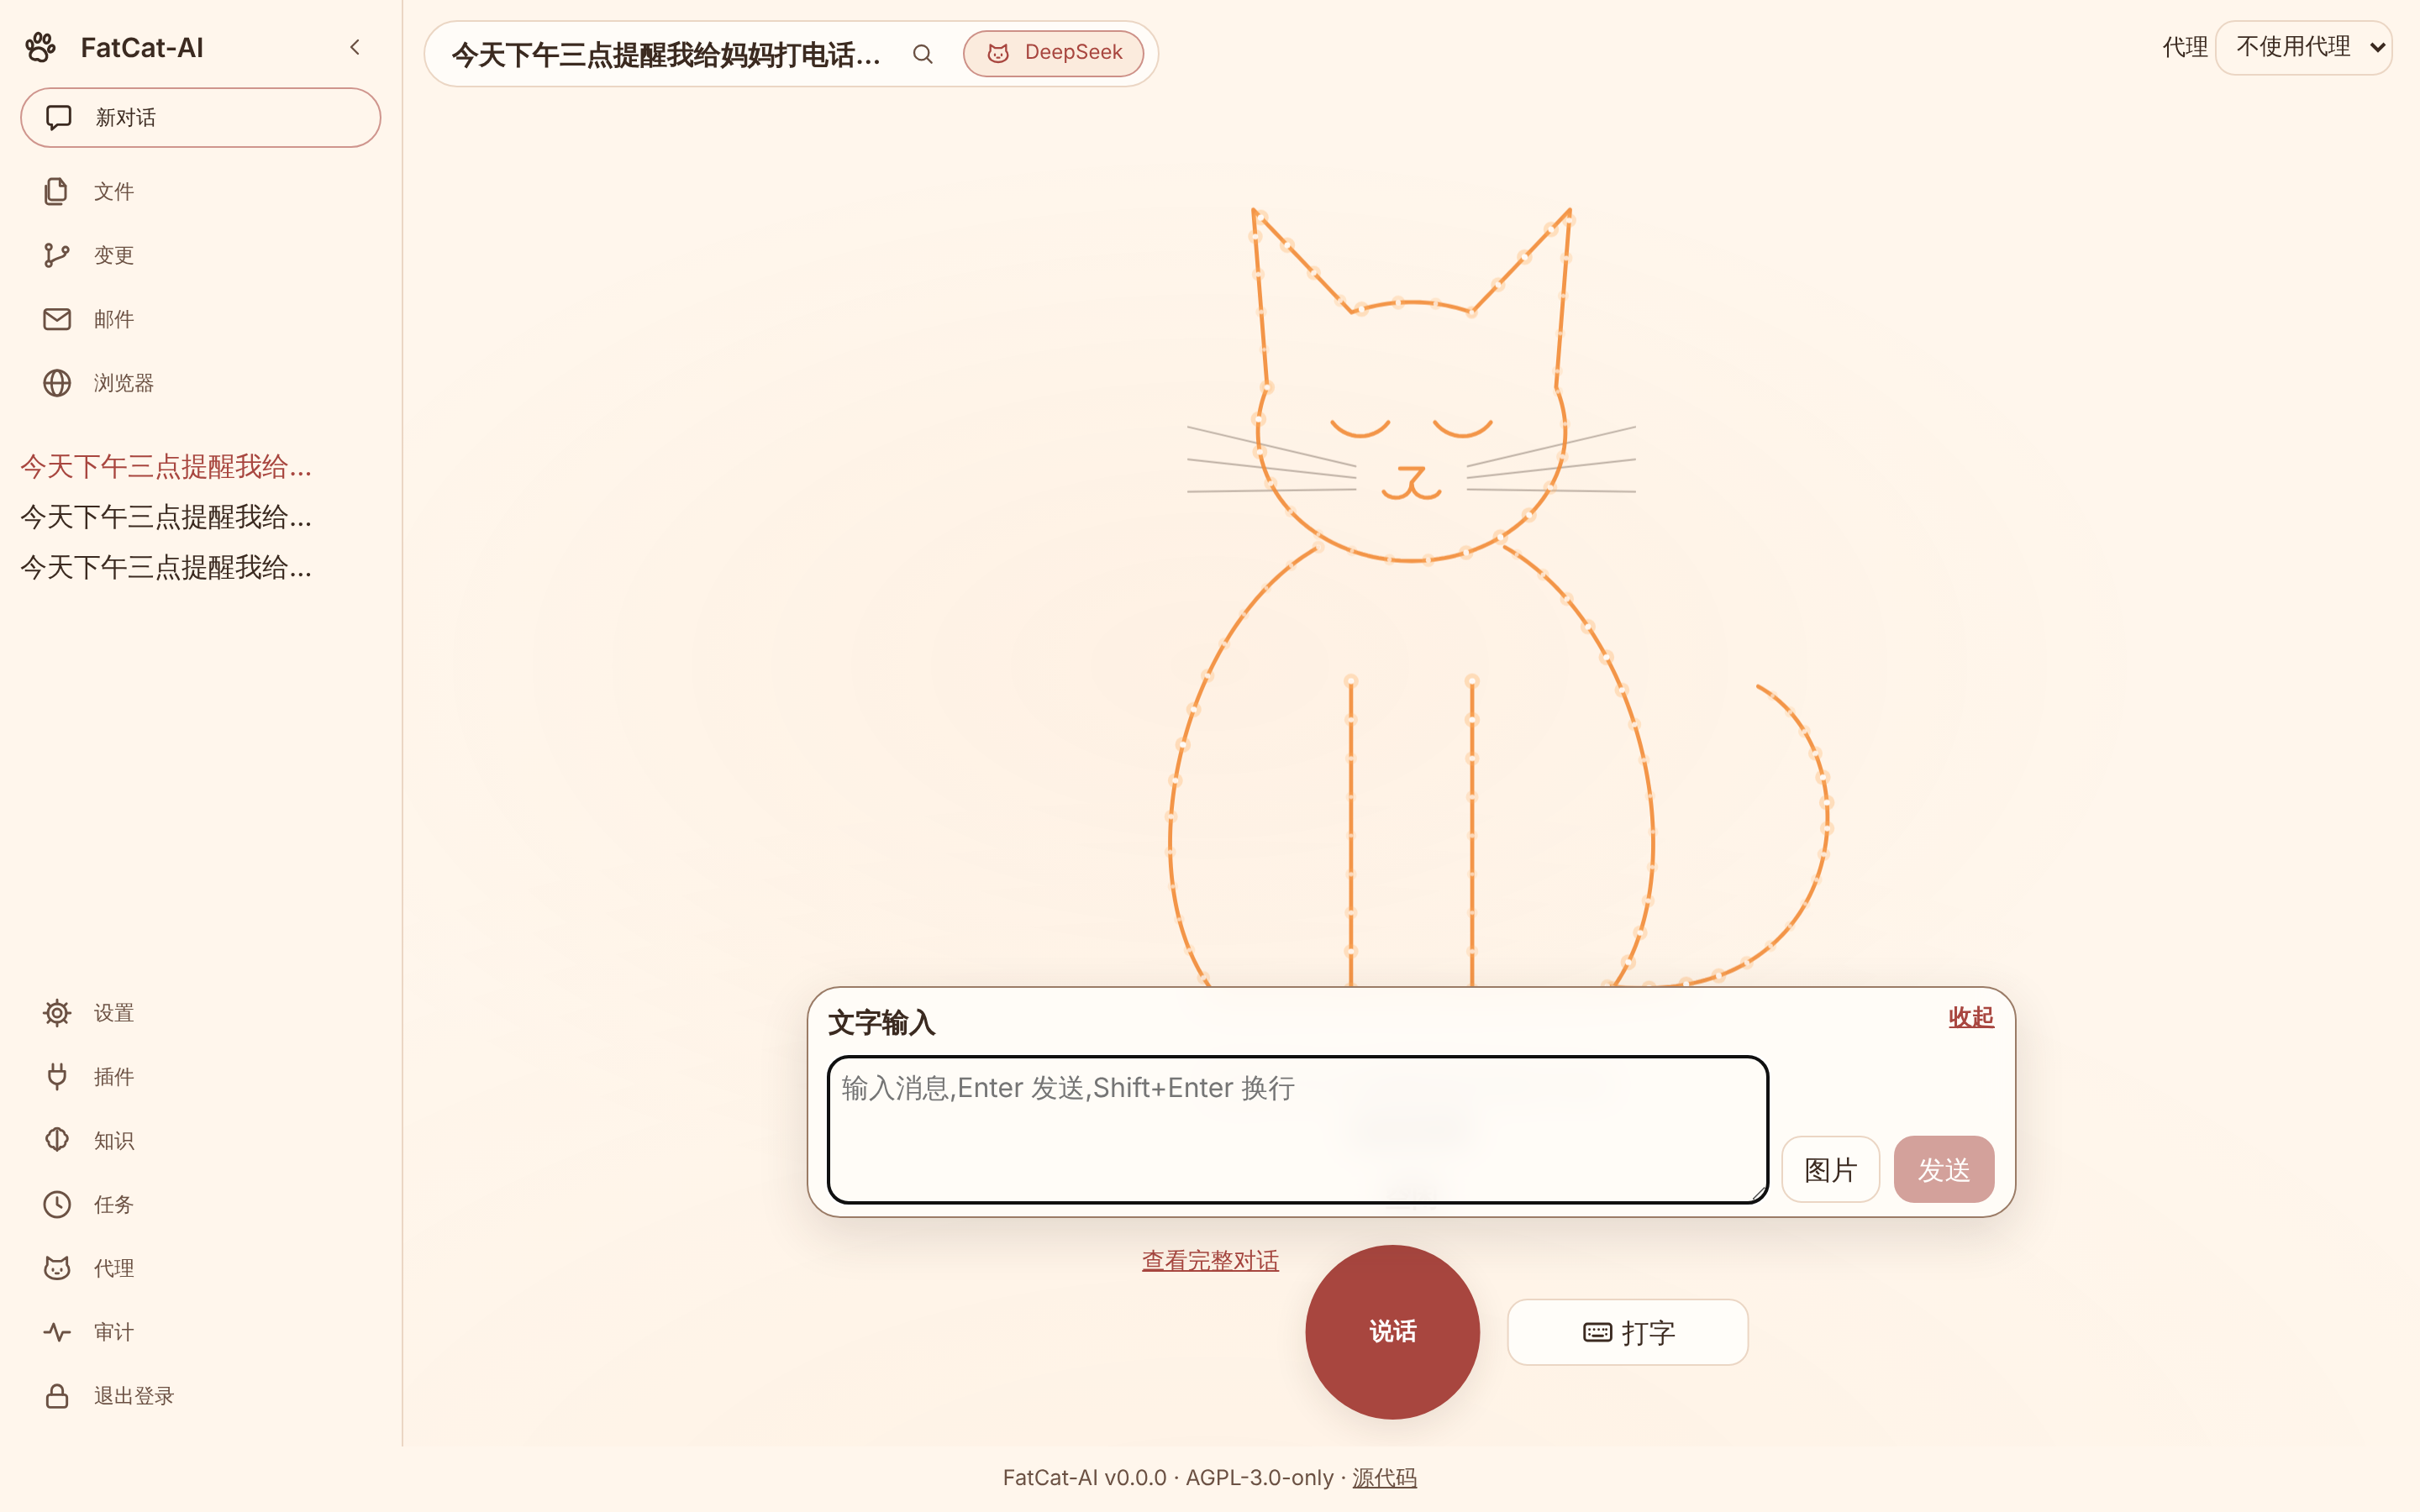 FatCat-AI
新对话
文件
变更
邮件
浏览器
今天下午三点提醒我给...
今天下午三点提醒我给...
今天下午三点提醒我给...
设置
插件
知识
任务
代理
审计
退出登录
今天下午三点提醒我给妈妈打电话...
DeepSeek
代理 不使用代理
文字输入
收起
输入消息,Enter 发送,Shift+Enter 换行
图片
发送
查看完整对话
说话
打字
FatCat-AI v0.0.0 · AGPL-3.0-only · 源代码